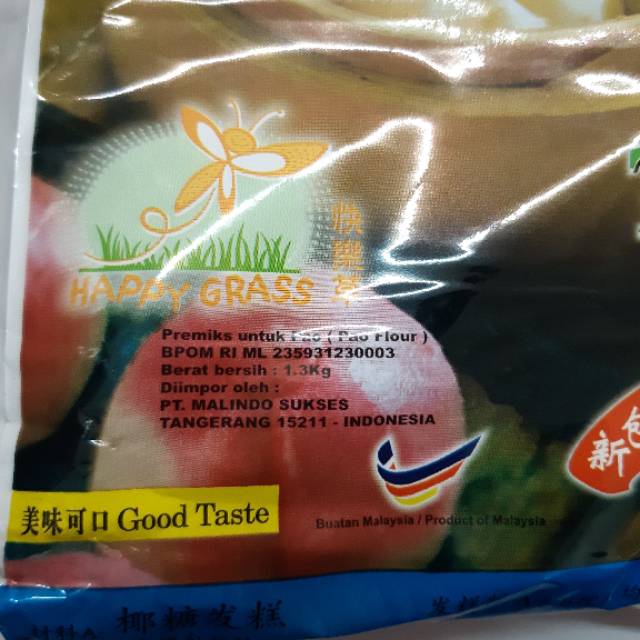 快樂草
HAPPY GRASS
Premiks untuk Pao ( Pao Flour )
BPOM RI ML 235931230003
Berat bersih : 1.3Kg
Diimpor oleh :
PT. MALINDO SUKSES
TANGERANG 15211 - INDONESIA
美味可口 Good Taste
Buatan Malaysia / Product of Malaysia
新包
椰糖发糕